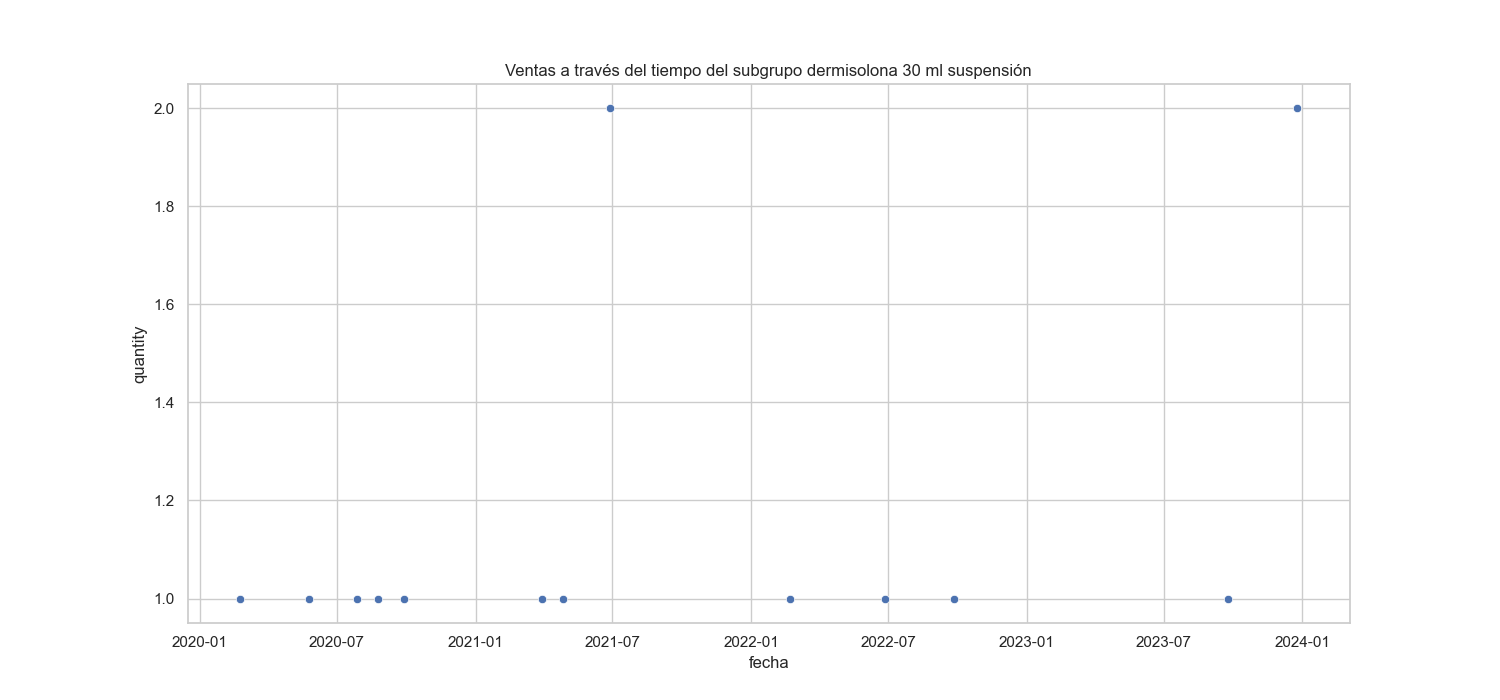 Ventas a través del tiempo del subgrupo dermisolona 30 ml suspensión
2.0
1.8
1.6
1.4
1.2
1.0
quantity
2020-01 2020-07 2021-01 2021-07 2022-01 2022-07 2023-01 2023-07 2024-01
fecha